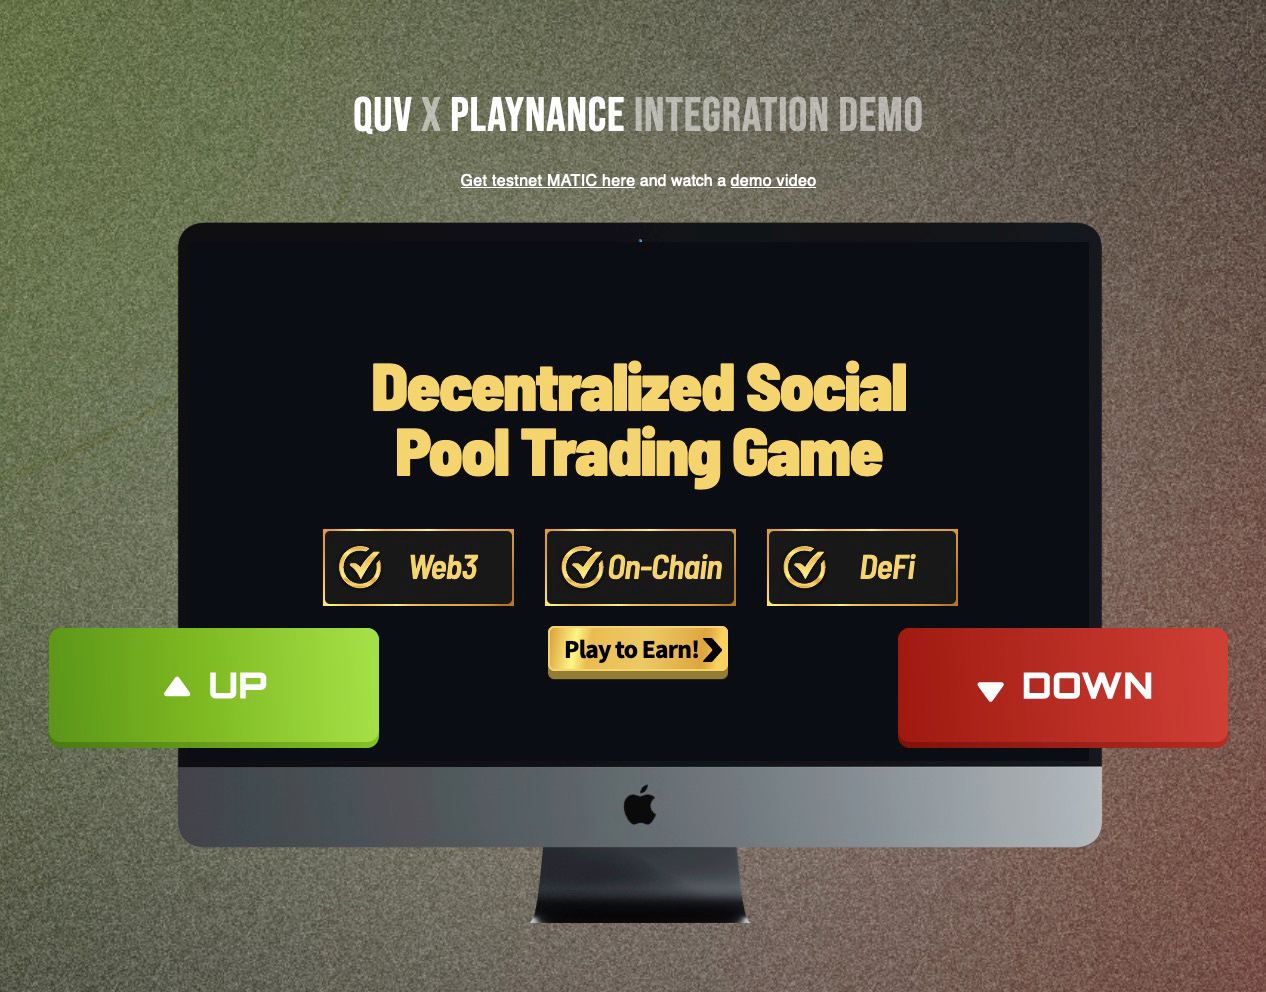 QUV X PLAYNANCE INTEGRATION DEMO
Get testnet MATIC here and watch a demo video
Decentralized Social
Pool Trading Game
Web3
On-Chain
DeFi
Play to Earn!
UP
DOWN